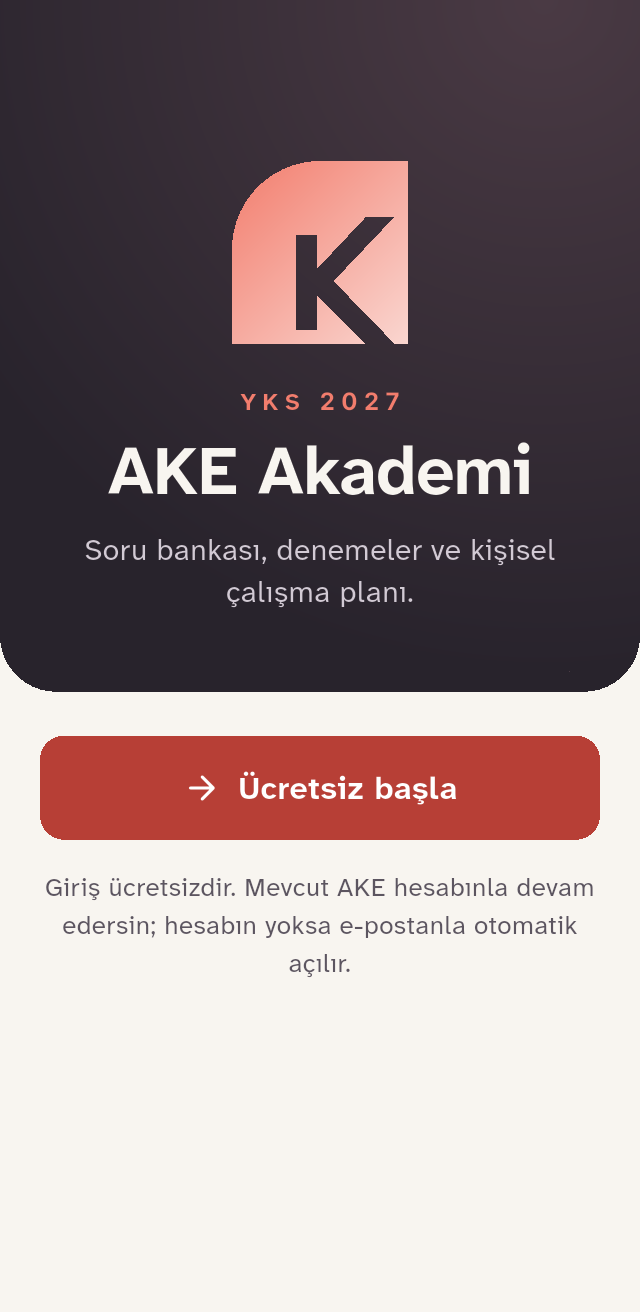 K
YKS 2027
AKE Akademi
Soru bankası, denemeler ve kişisel
çalışma planı.
Ücretsiz başla
Giriş ücretsizdir. Mevcut AKE hesabınla devam
edersin; hesabın yoksa e-postanla otomatik
açılır.